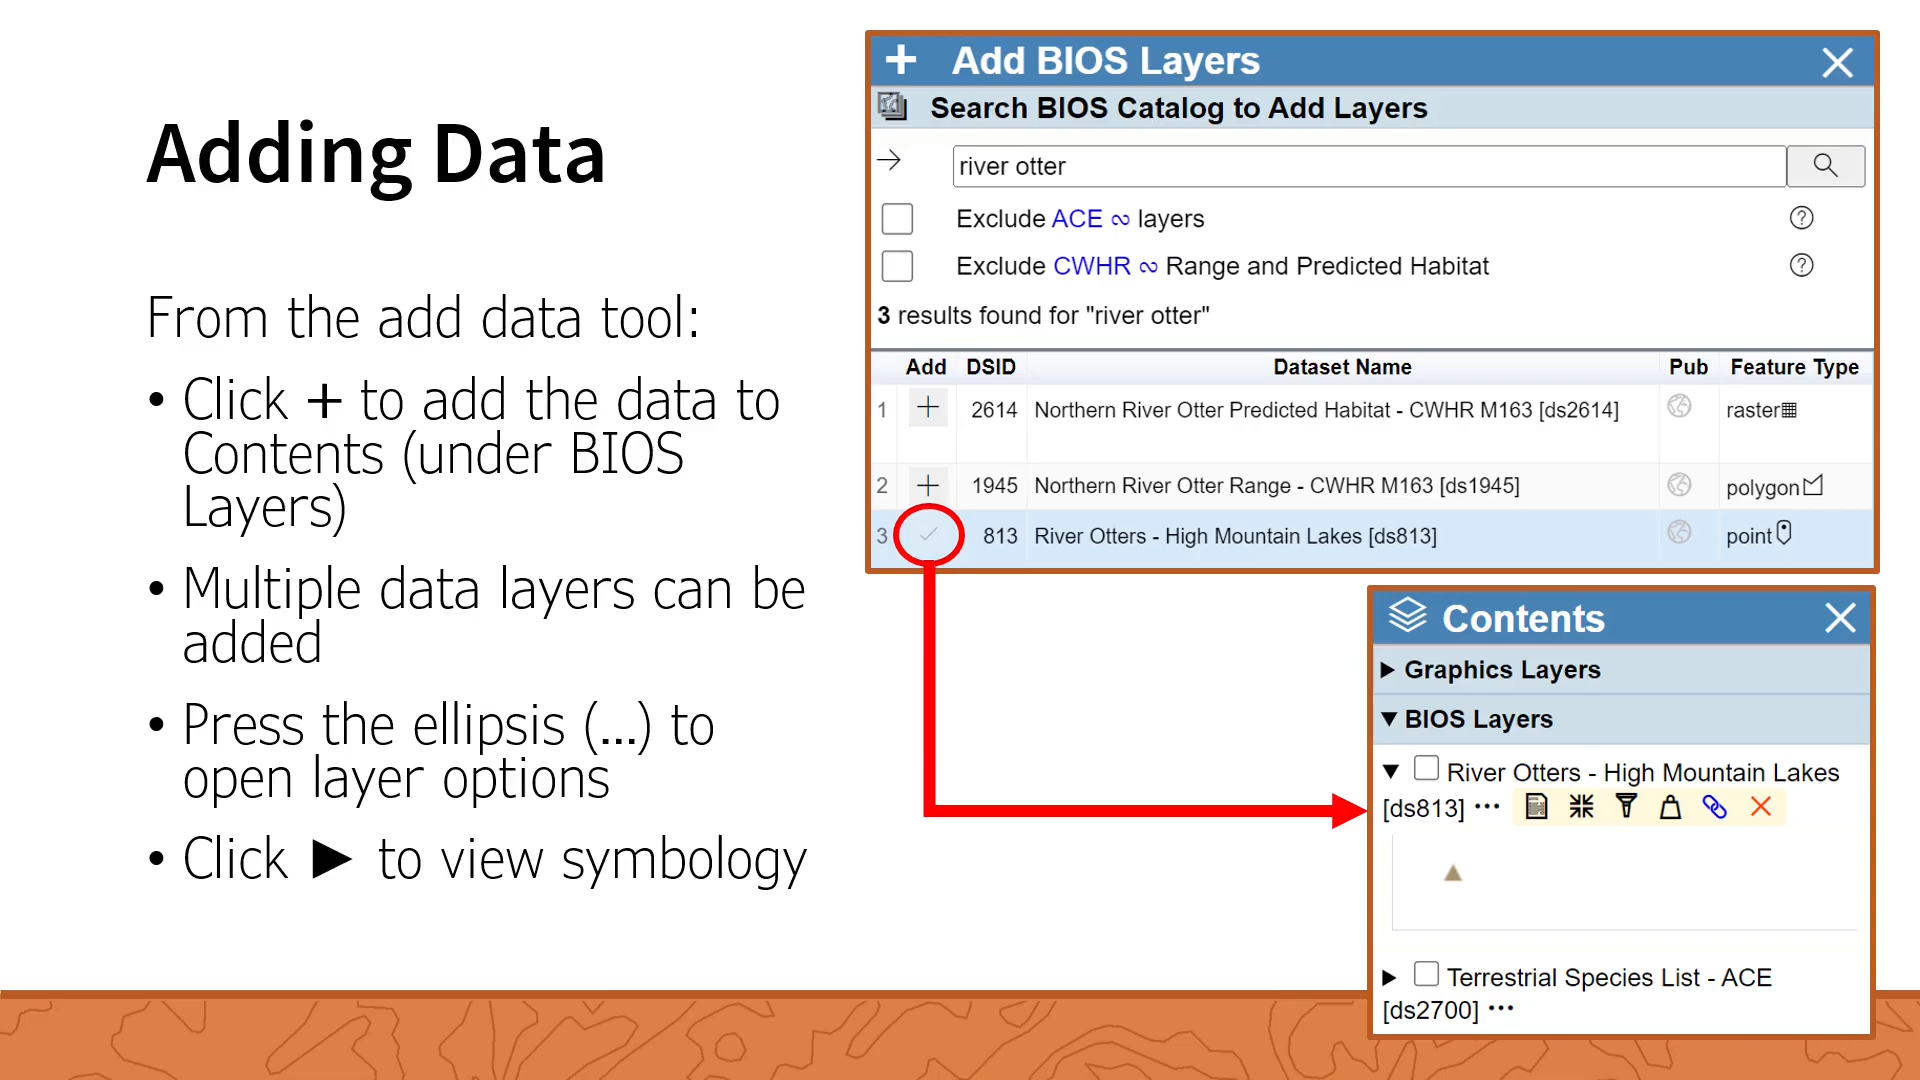 Adding Data
From the add data tool:
• Click + to add the data to
Contents (under BIOS
Layers)
• Multiple data layers can be
added
• Press the ellipsis (...) to
open layer options
• Click ► to view symbology
+ Add BIOS Layers
Search BIOS Catalog to Add Layers
river otter
Exclude ACE ∾ layers
Exclude CWHR ∾ Range and Predicted Habitat
3 results found for "river otter"
Add DSID Dataset Name Pub Feature Type
1 + 2614 Northern River Otter Predicted Habitat - CWHR M163 [ds2614] raster
2 + 1945 Northern River Otter Range - CWHR M163 [ds1945] polygon
3 813 River Otters - High Mountain Lakes [ds813] point
Contents
Graphics Layers
BIOS Layers
River Otters - High Mountain Lakes
[ds813] ···
Terrestrial Species List - ACE
[ds2700] ···